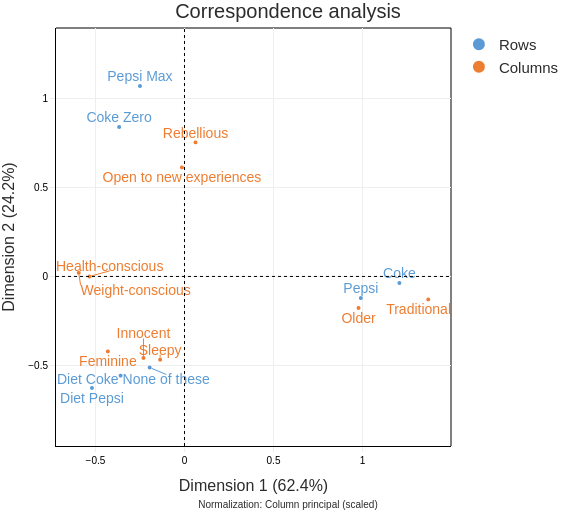 Correspondence analysis
Rows
Columns
Pepsi Max
Coke Zero
Rebellious
Open to new experiences
Health-conscious
Weight-conscious
Coke
Pepsi
Traditional
Older
Innocent
Sleepy
Feminine
Diet Coke
None of these
Diet Pepsi
1
0.5
0
−0.5
−0.5
0
0.5
1
Dimension 2 (24.2%)
Dimension 1 (62.4%)
Normalization: Column principal (scaled)